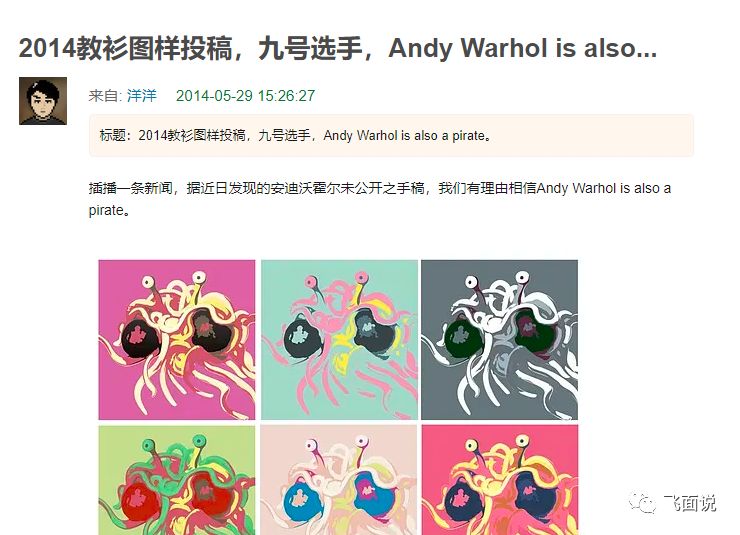 2014教衫图样投稿，九号选手，Andy Warhol is also...
来自: 洋洋 2014-05-29 15:26:27
标题：2014教衫图样投稿，九号选手，Andy Warhol is also a pirate。
插播一条新闻，据近日发现的安迪沃霍尔未公开之手稿，我们有理由相信Andy Warhol is also a
pirate。
飞面说